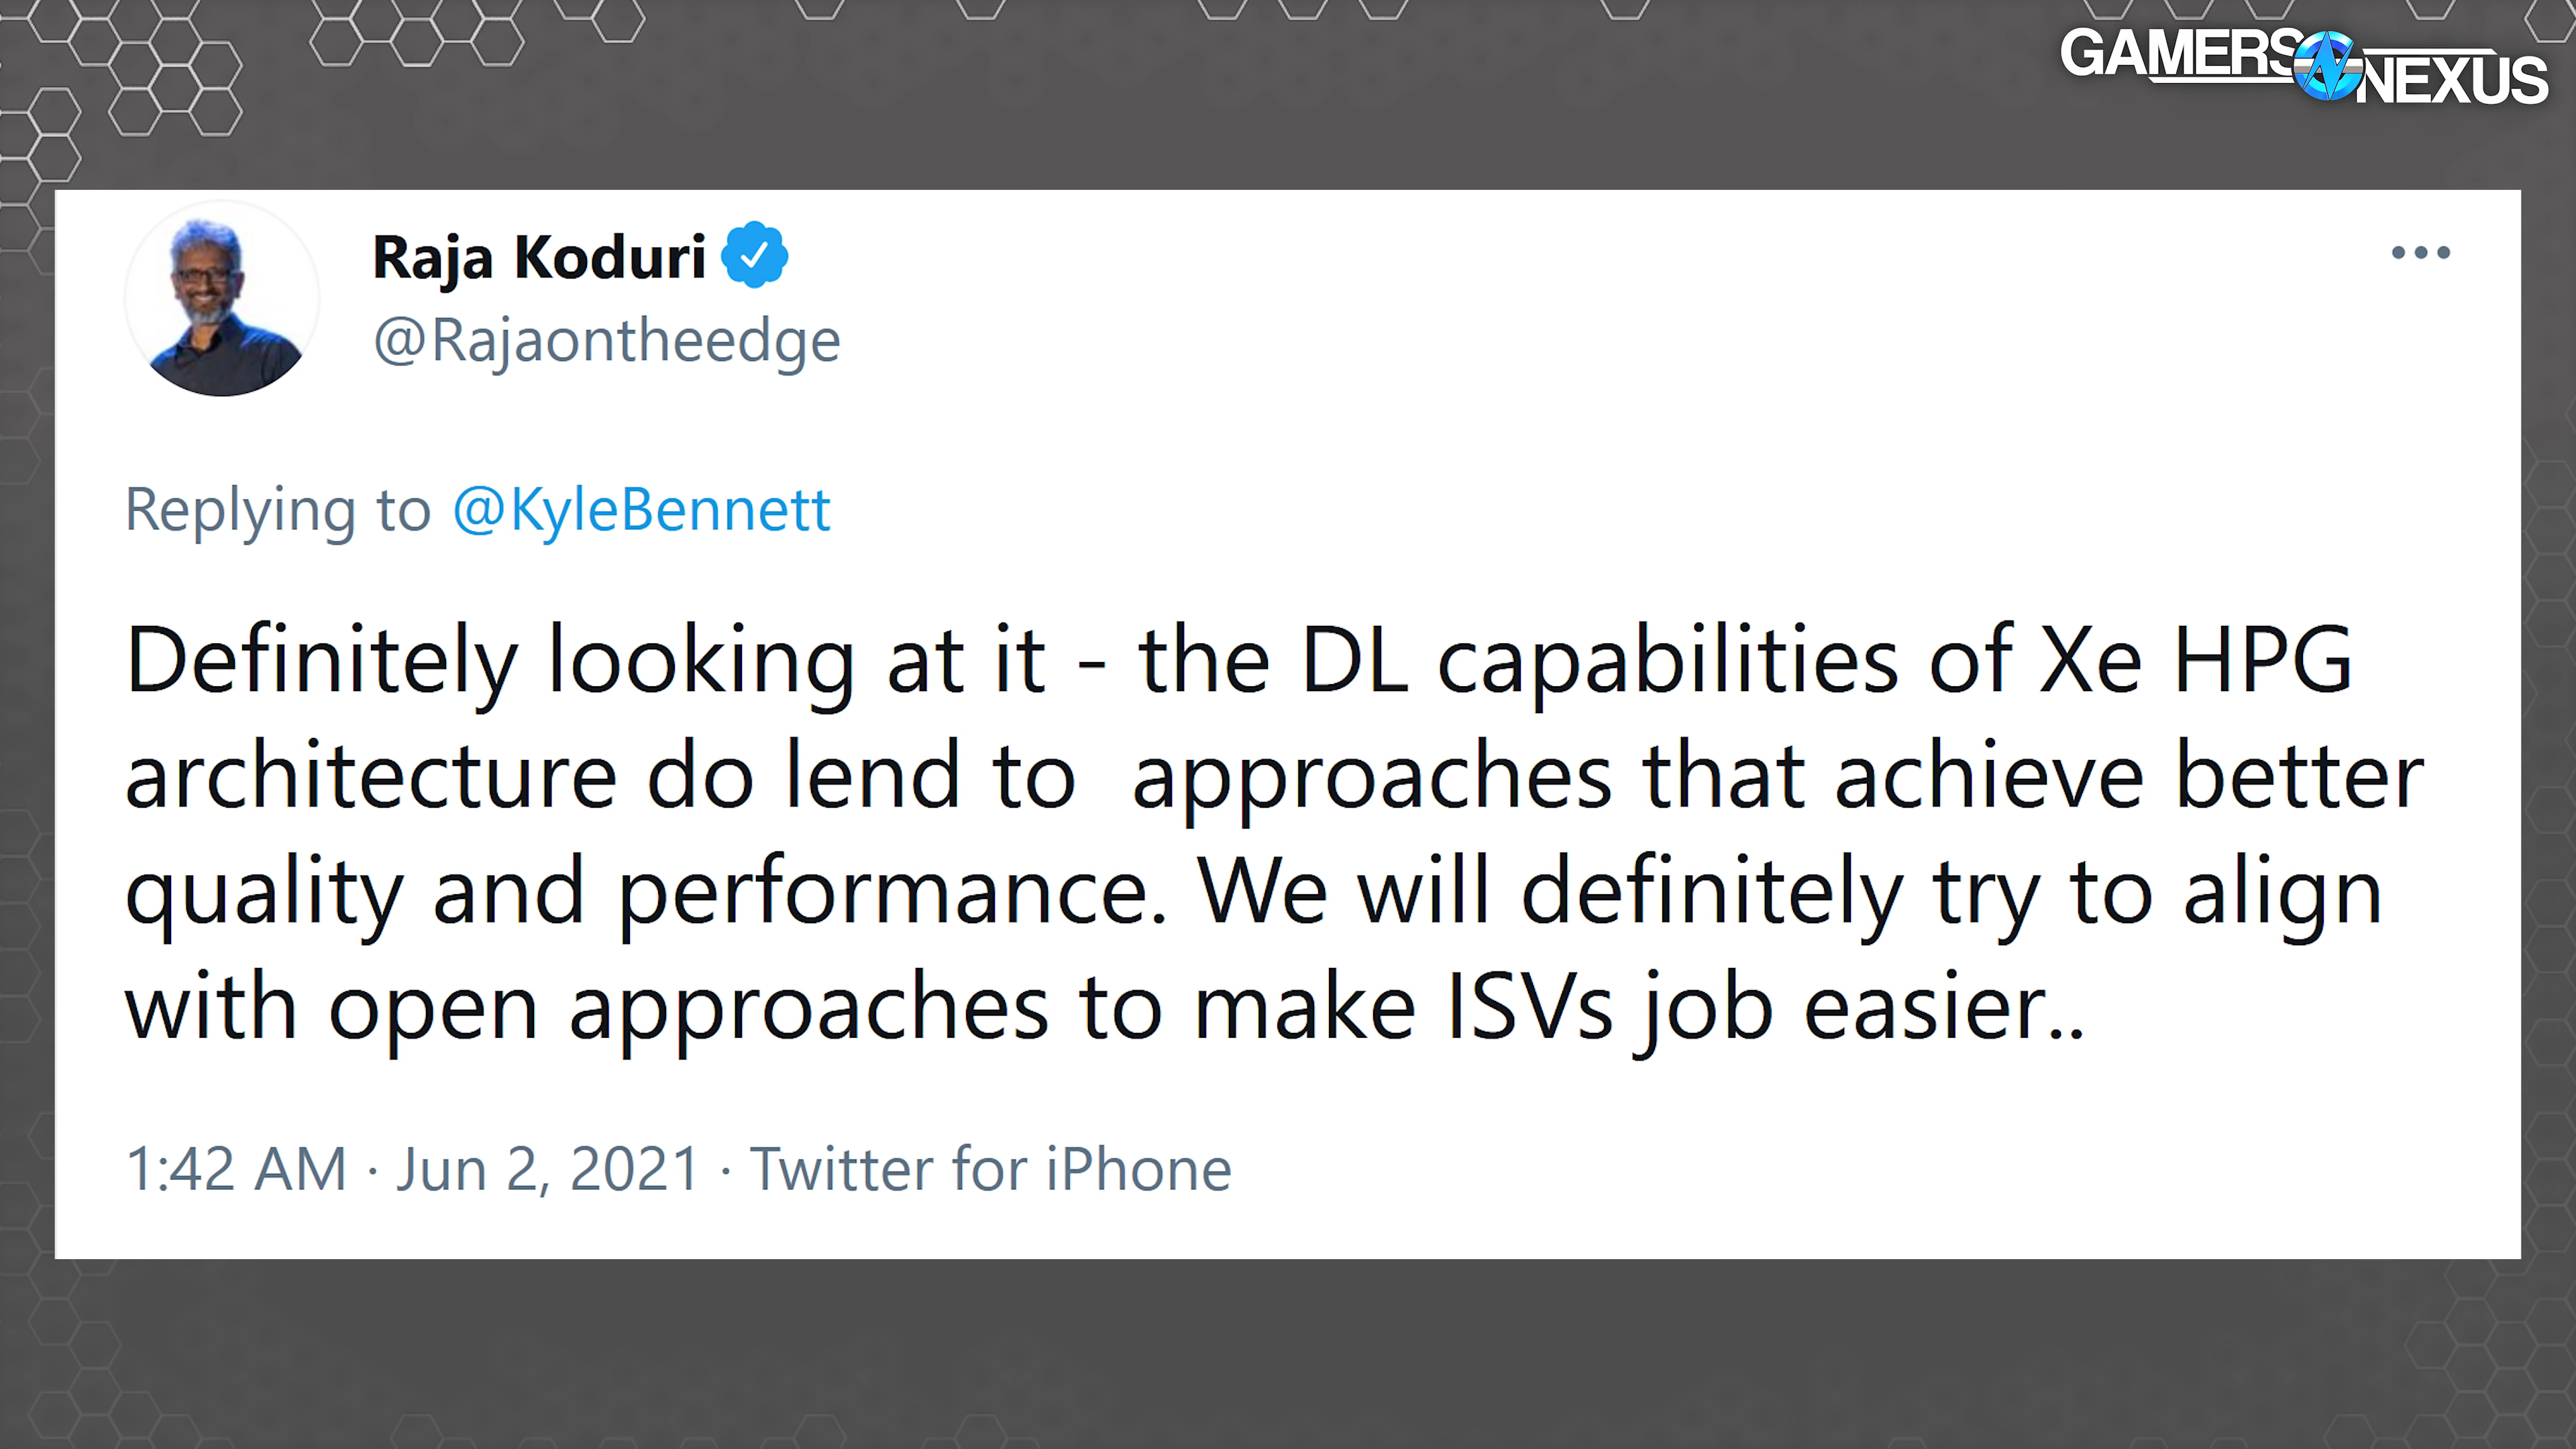 GAMERS NEXUS
Raja Koduri
@Rajaontheedge
Replying to @KyleBennett
Definitely looking at it - the DL capabilities of Xe HPG
architecture do lend to  approaches that achieve better
quality and performance. We will definitely try to align
with open approaches to make ISVs job easier..
1:42 AM · Jun 2, 2021 · Twitter for iPhone